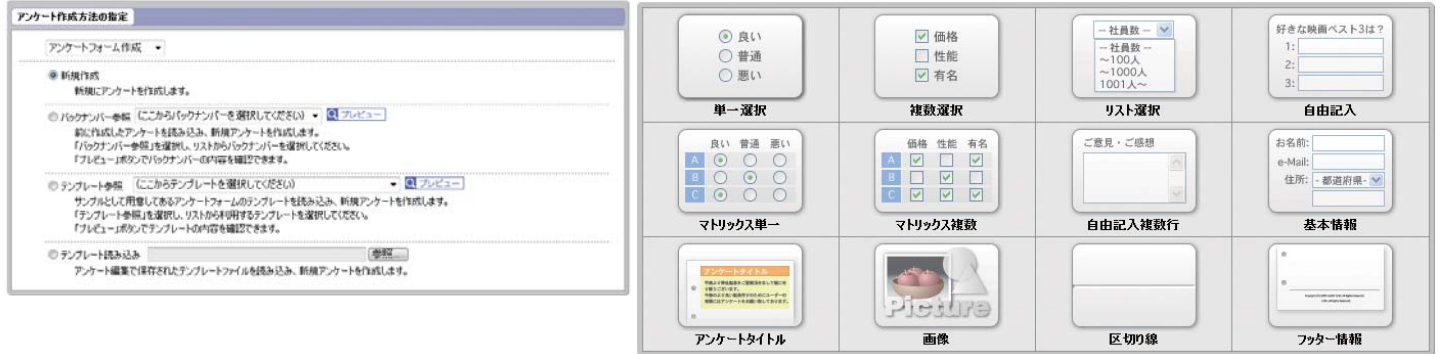 アンケート作成方法の指定
アンケートフォーム作成
新規作成
新規にアンケートを作成します。
バックナンバー参照 (ここからバックナンバーを選択してください) プレビュー
前に作成したアンケートを読み込み、新規アンケートを作成します。
「バックナンバー参照」を選択し、リストからバックナンバーを選択してください。
「プレビュー」ボタンでバックナンバーの内容を確認できます。
テンプレート参照 (ここからテンプレートを選択してください) プレビュー
サンプルとして用意してあるアンケートフォームのテンプレートを読み込み、新規アンケートを作成します。
「テンプレート参照」を選択し、リストから利用するテンプレートを選択してください。
「プレビュー」ボタンでテンプレートの内容を確認できます。
テンプレート読み込み 参照...
アンケート編集で保存されたテンプレートファイルを読み込み、新規アンケートを作成します。
良い
普通
悪い
単一選択
価格
性能
有名
複数選択
-- 社員数 --
-- 社員数 --
～100人
～1000人
1001人～
リスト選択
好きな映画ベスト3は？
1:
2:
3:
自由記入
良い 普通 悪い
A
B
C
マトリックス単一
価格 性能 有名
A
B
C
マトリックス複数
ご意見・ご感想
自由記入複数行
お名前:
e-Mail:
住所: - 都道府県-
基本情報
アンケートタイトル
アンケートタイトル
Picture
画像
区切り線
フッター情報